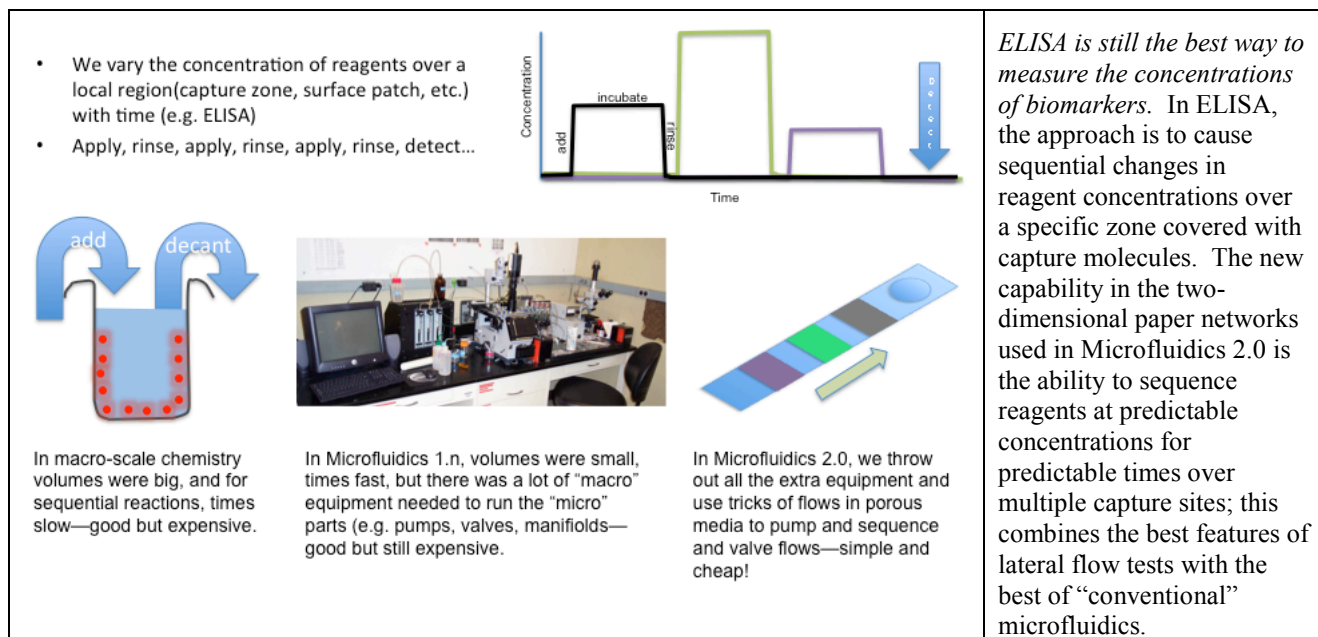 • We vary the concentration of reagents over a
local region(capture zone, surface patch, etc.)
with time (e.g. ELISA)
• Apply, rinse, apply, rinse, apply, rinse, detect…
Concentration
add
incubate
rinse
Time
Detect
add
decant
In macro-scale chemistry
volumes were big, and for
sequential reactions, times
slow—good but expensive.
In Microfluidics 1.n, volumes were small,
times fast, but there was a lot of “macro”
equipment needed to run the “micro”
parts (e.g. pumps, valves, manifiolds—
good but still expensive.
In Microfluidics 2.0, we throw
out all the extra equipment and
use tricks of flows in porous
media to pump and sequence
and valve flows—simple and
cheap!
ELISA is still the best way to
measure the concentrations
of biomarkers. In ELISA,
the approach is to cause
sequential changes in
reagent concentrations over
a specific zone covered with
capture molecules. The new
capability in the two-
dimensional paper networks
used in Microfluidics 2.0 is
the ability to sequence
reagents at predictable
concentrations for
predictable times over
multiple capture sites; this
combines the best features of
lateral flow tests with the
best of “conventional”
microfluidics.